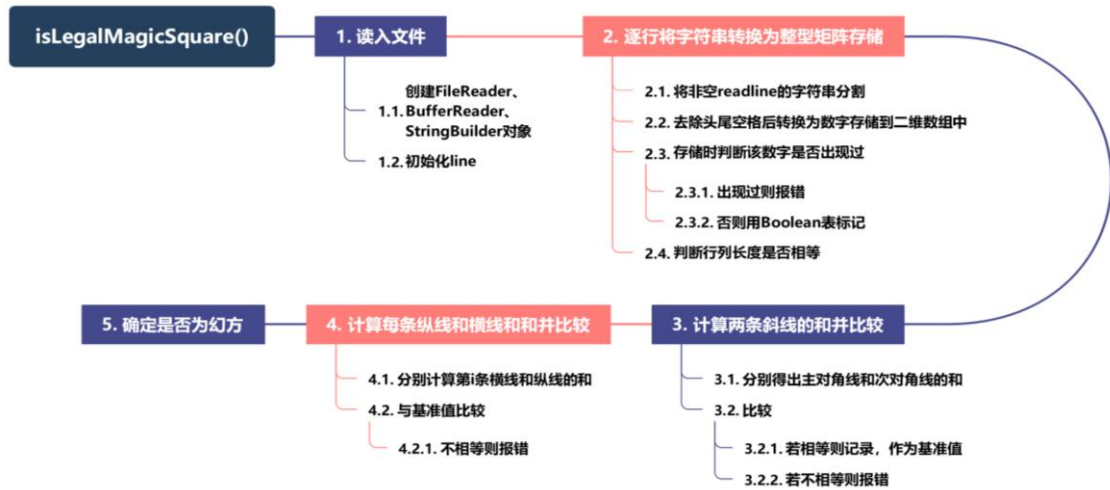 isLegalMagicSquare()
1. 读入文件
1.1. 创建FileReader、
BufferReader、
StringBuilder对象
1.2. 初始化line
2. 逐行将字符串转换为整型矩阵存储
2.1. 将非空readline的字符串分割
2.2. 去除头尾空格后转换为数字存储到二维数组中
2.3. 存储时判断该数字是否出现过
2.3.1. 出现过则报错
2.3.2. 否则用Boolean表标记
2.4. 判断行列长度是否相等
3. 计算两条斜线的和并比较
3.1. 分别得出主对角线和次对角线的和
3.2. 比较
3.2.1. 若相等则记录，作为基准值
3.2.2. 若不相等则报错
4. 计算每条纵线和横线和和并比较
4.1. 分别计算第i条横线和纵线的和
4.2. 与基准值比较
4.2.1. 不相等则报错
5. 确定是否为幻方